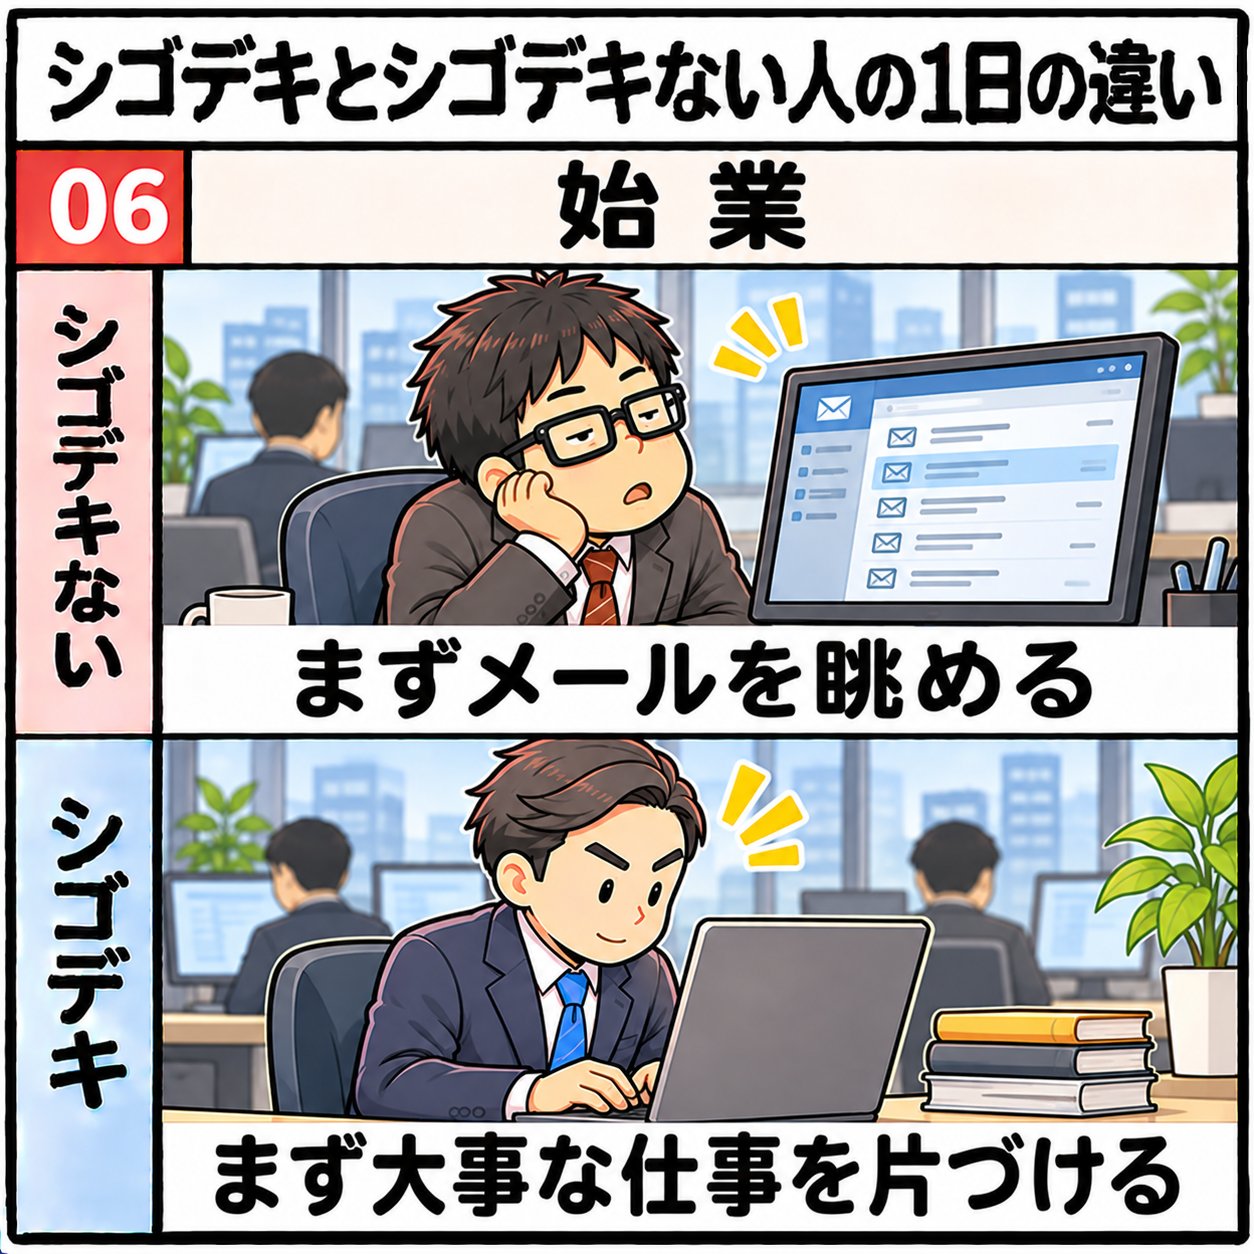 シゴデキとシゴデキない人の1日の違い
06
始業
シゴデキない
まずメールを眺める
シゴデキ
まず大事な仕事を片づける